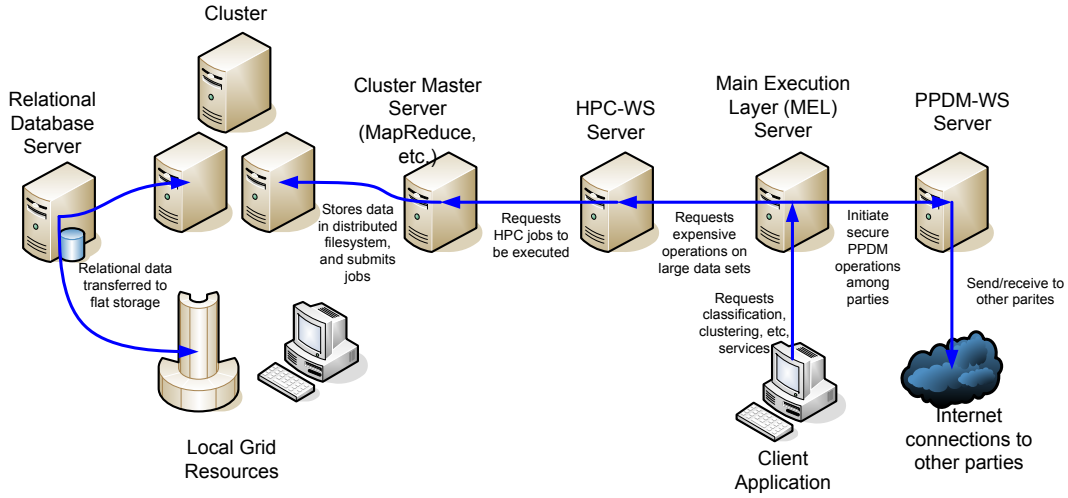 Cluster
Relational
Database
Server
Cluster Master
Server
(MapReduce,
etc.)
HPC-WS
Server
Main Execution
Layer (MEL)
Server
PPDM-WS
Server
Relational data
transferred to
flat storage
Stores data
in distributed
filesystem,
and submits
jobs
Requests
HPC jobs to
be executed
Requests
expensive
operations on
large data sets
Initiate
secure
PPDM
operations
among
parties
Requests
classification,
clustering, etc,
services
Send/receive to
other parites
Local Grid
Resources
Client
Application
Internet
connections to
other parties